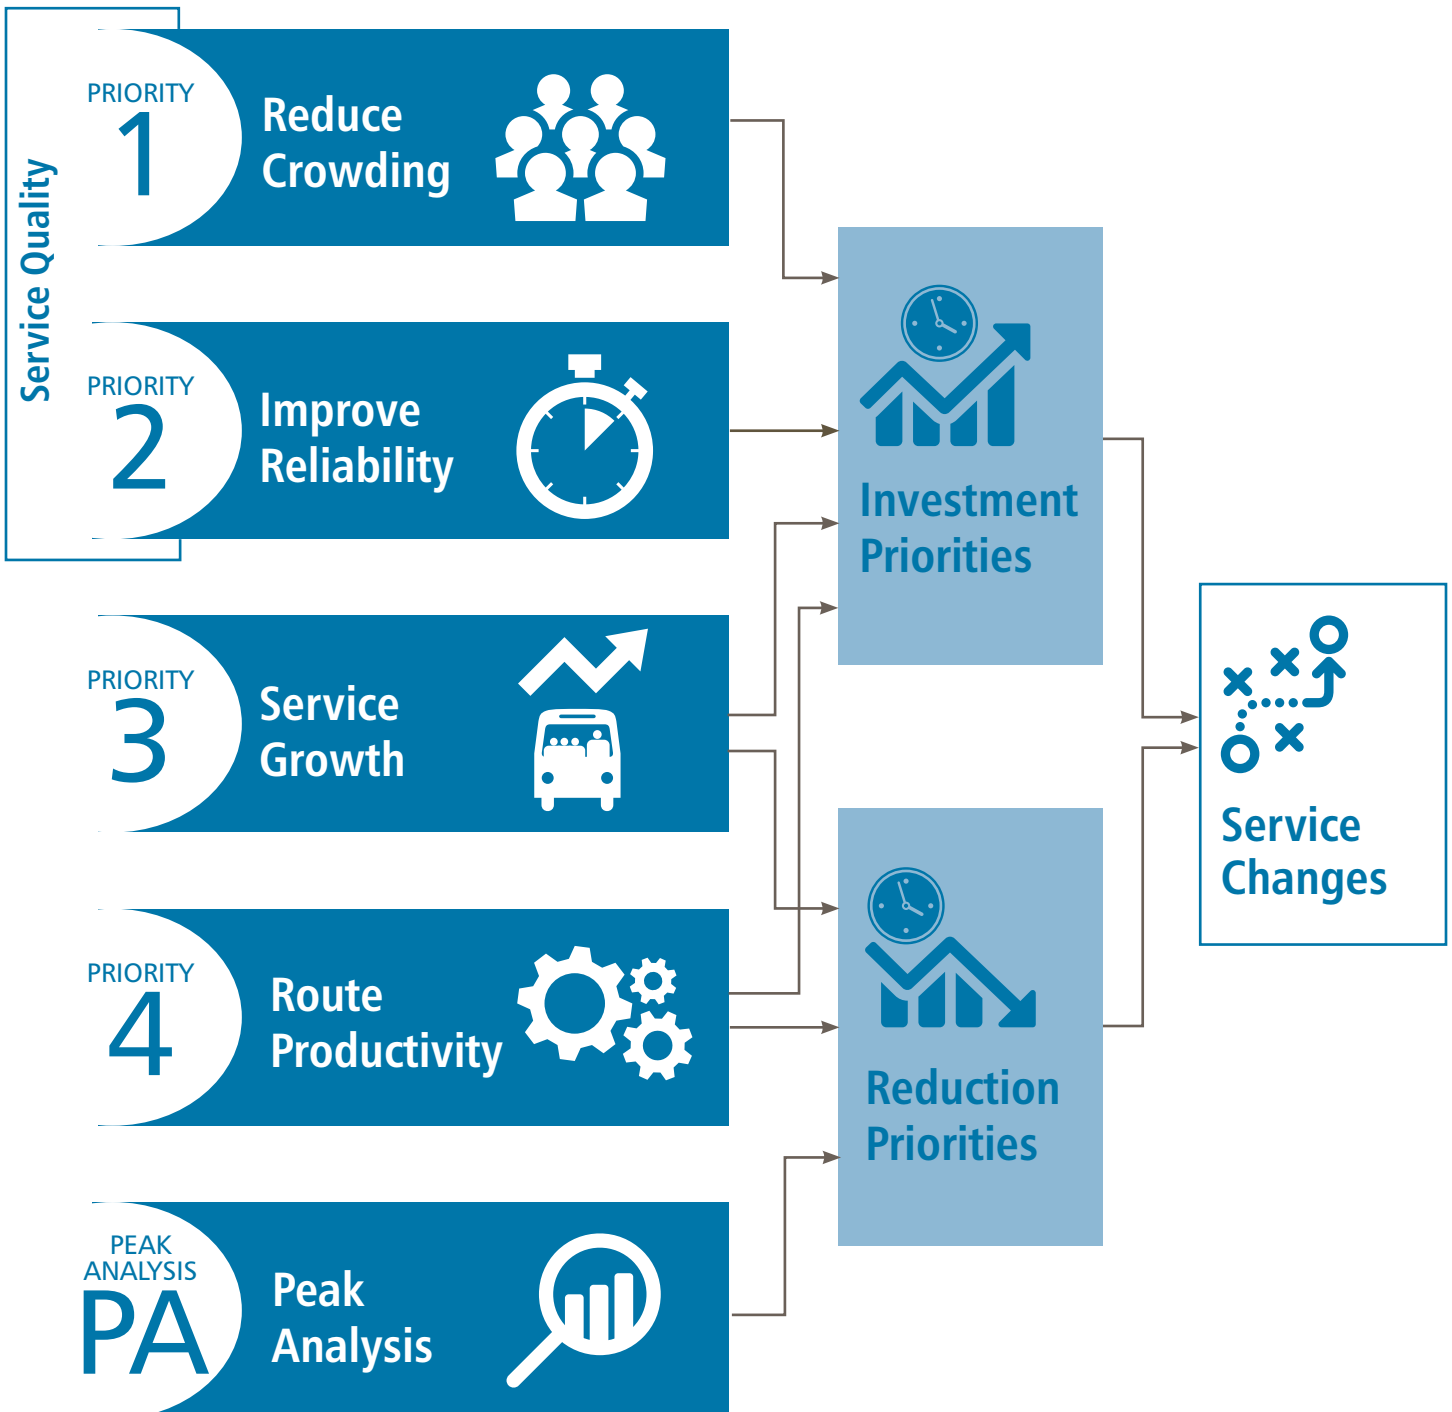 Service Quality
PRIORITY
1
Reduce
Crowding
PRIORITY
2
Improve
Reliability
PRIORITY
3
Service
Growth
PRIORITY
4
Route
Productivity
PEAK
ANALYSIS
PA
Peak
Analysis
Investment
Priorities
Reduction
Priorities
Service
Changes